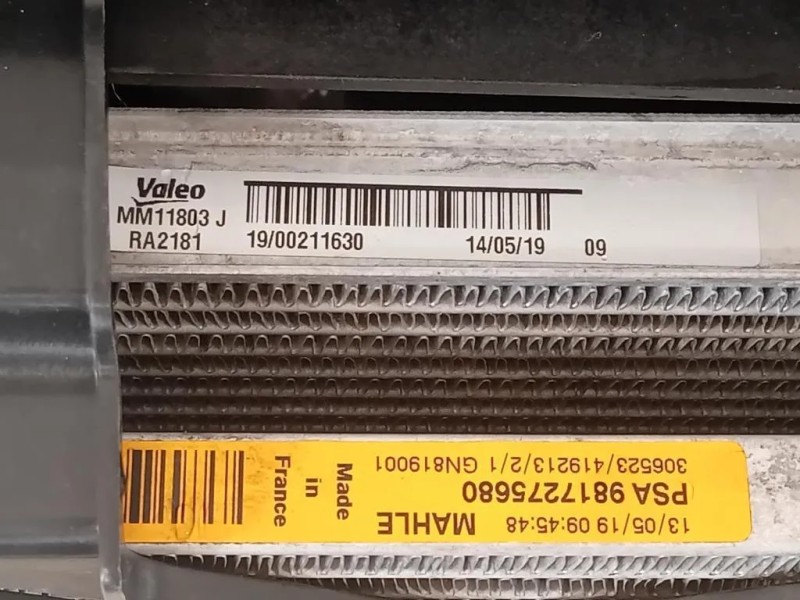 Valeo
MM11803 J
RA2181
19/00211630 14/05/19 09
13/05/19 09:45:48 MAHLE
PSA 9817275680
306523/419213/2/1 GN819001
Made
in
France